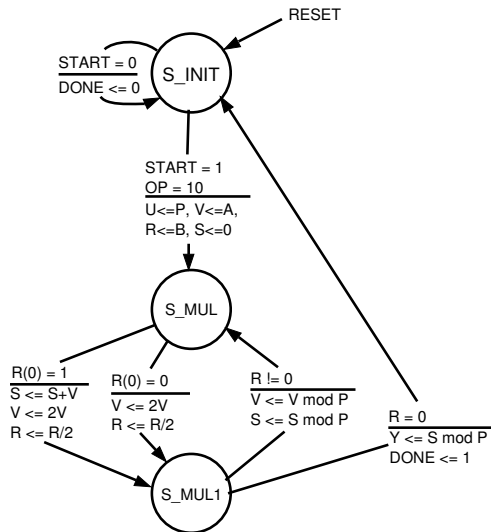 RESET
START = 0
DONE <= 0
S_INIT
START = 1
OP = 10
U<=P, V<=A,
R<=B, S<=0
S_MUL
R(0) = 1
S <= S+V
V <= 2V
R <= R/2
R(0) = 0
V <= 2V
R <= R/2
R != 0
V <= V mod P
S <= S mod P
R = 0
Y <= S mod P
DONE <= 1
S_MUL1